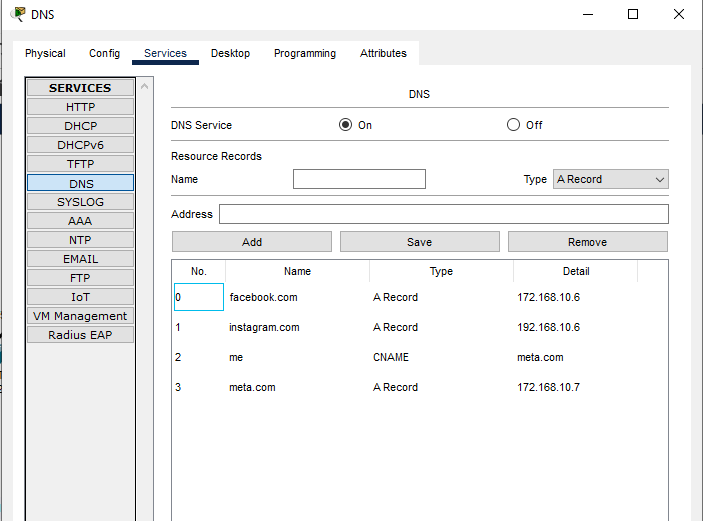 DNS
Physical Config Services Desktop Programming Attributes
SERVICES
HTTP
DHCP
DHCPv6
TFTP
DNS
SYSLOG
AAA
NTP
EMAIL
FTP
IoT
VM Management
Radius EAP
DNS
DNS Service On Off
Resource Records
Name Type A Record
Address
Add Save Remove
No. Name Type Detail
0 facebook.com A Record 172.168.10.6
1 instagram.com A Record 192.168.10.6
2 me CNAME meta.com
3 meta.com A Record 172.168.10.7